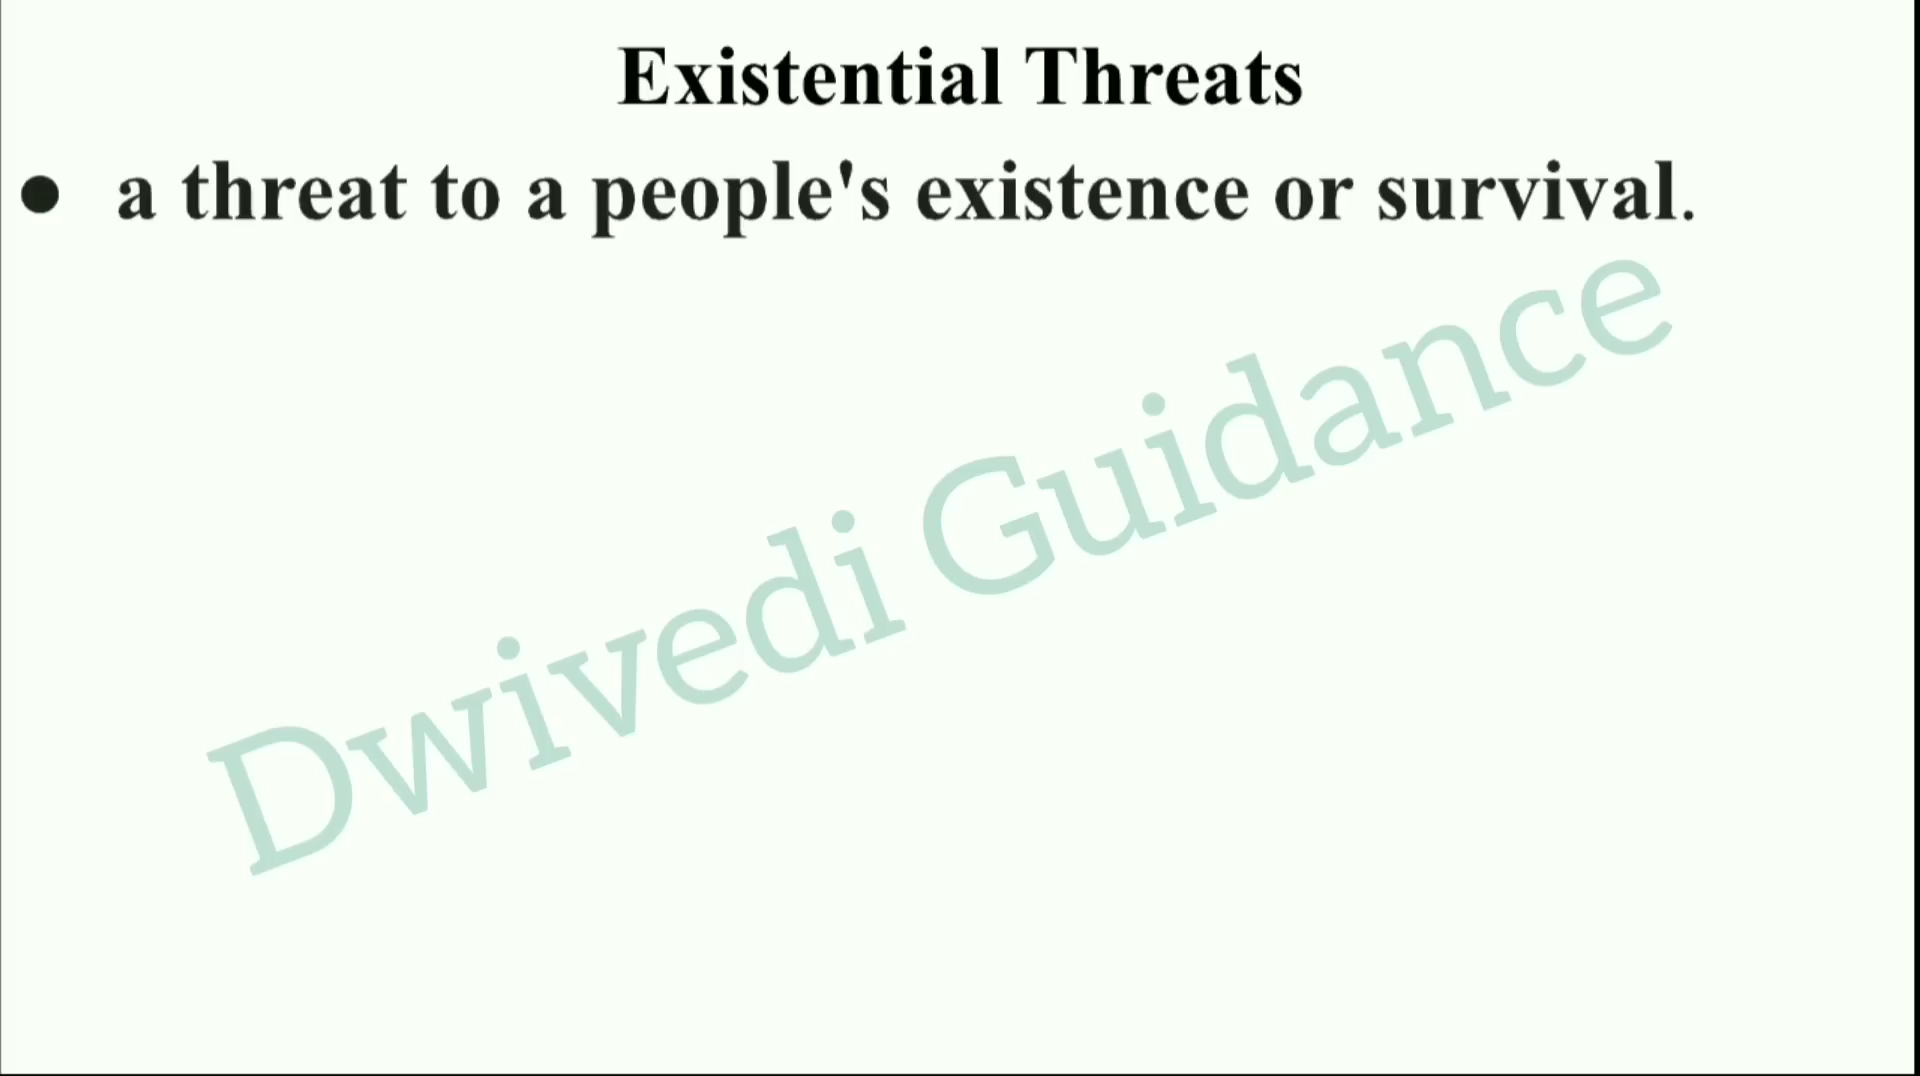 Existential Threats
● a threat to a people's existence or survival.
Dwivedi Guidance